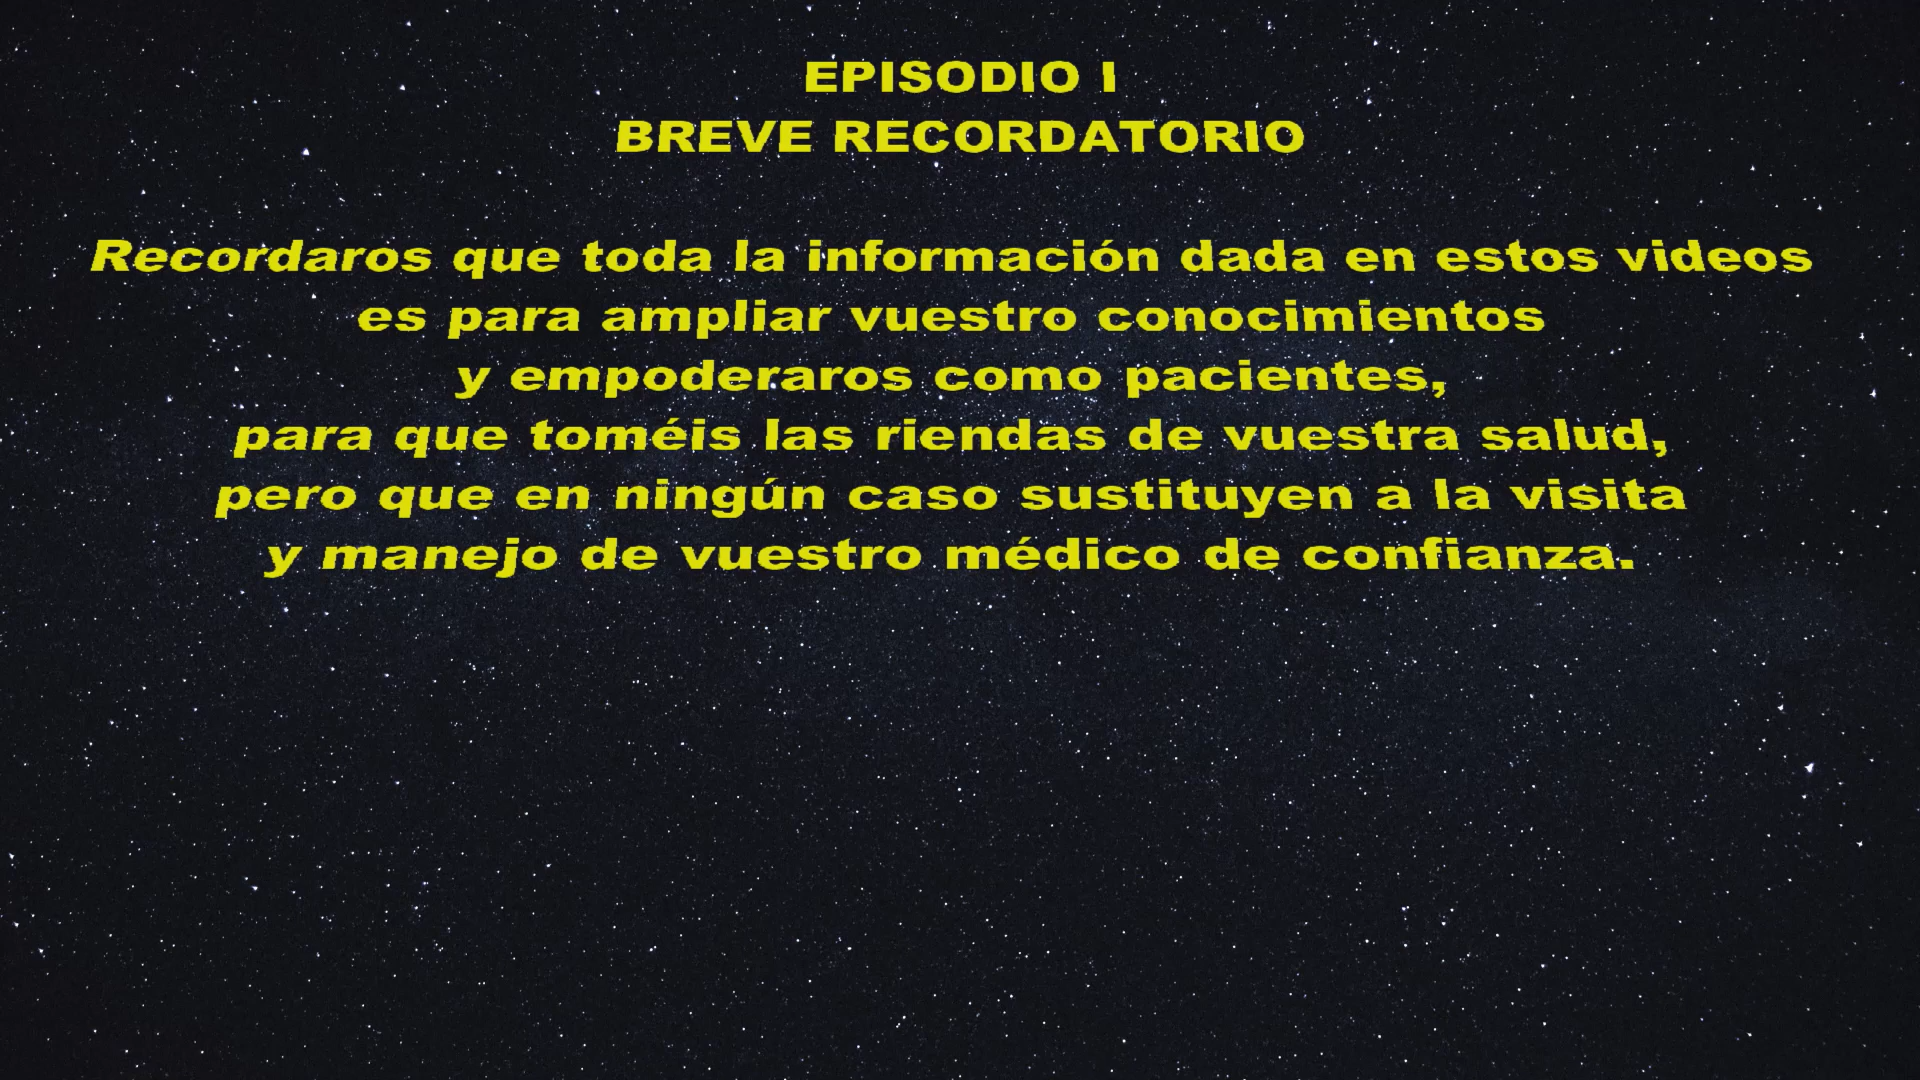 EPISODIO I
BREVE RECORDATORIO
Recordaros que toda la información dada en estos videos
es para ampliar vuestro conocimientos
y empoderaros como pacientes,
para que toméis las riendas de vuestra salud,
pero que en ningún caso sustituyen a la visita
y manejo de vuestro médico de confianza.